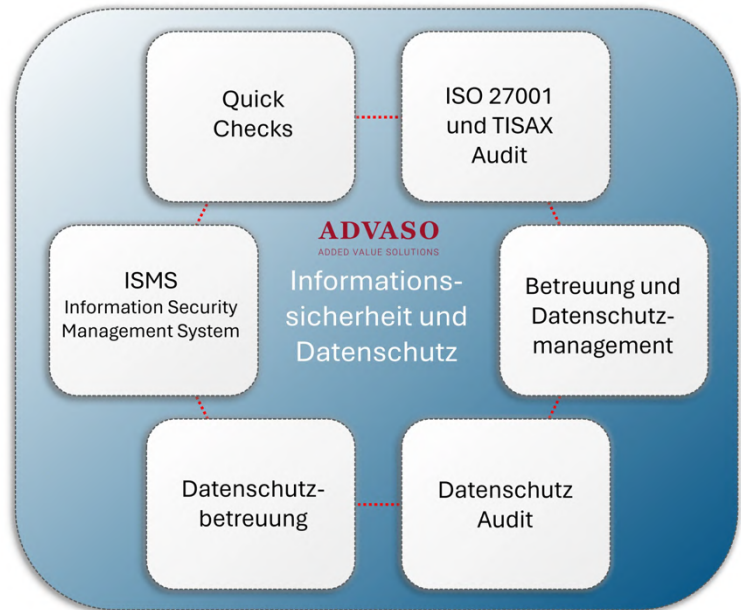 Quick
Checks
ISO 27001
und TISAX
Audit
ADVASO
ADDED VALUE SOLUTIONS
Informations-
sicherheit und
Datenschutz
ISMS
Information Security
Management System
Betreuung und
Datenschutz-
management
Datenschutz-
betreuung
Datenschutz
Audit